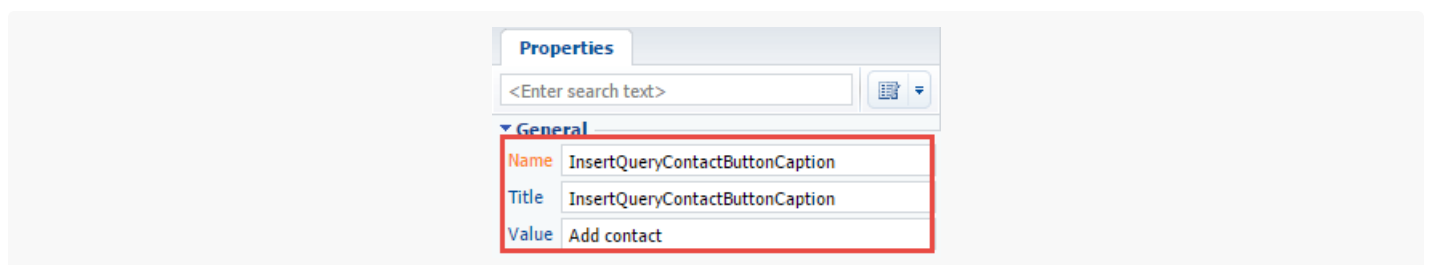 Properties
<Enter search text>
General
Name InsertQueryContactButtonCaption
Title InsertQueryContactButtonCaption
Value Add contact